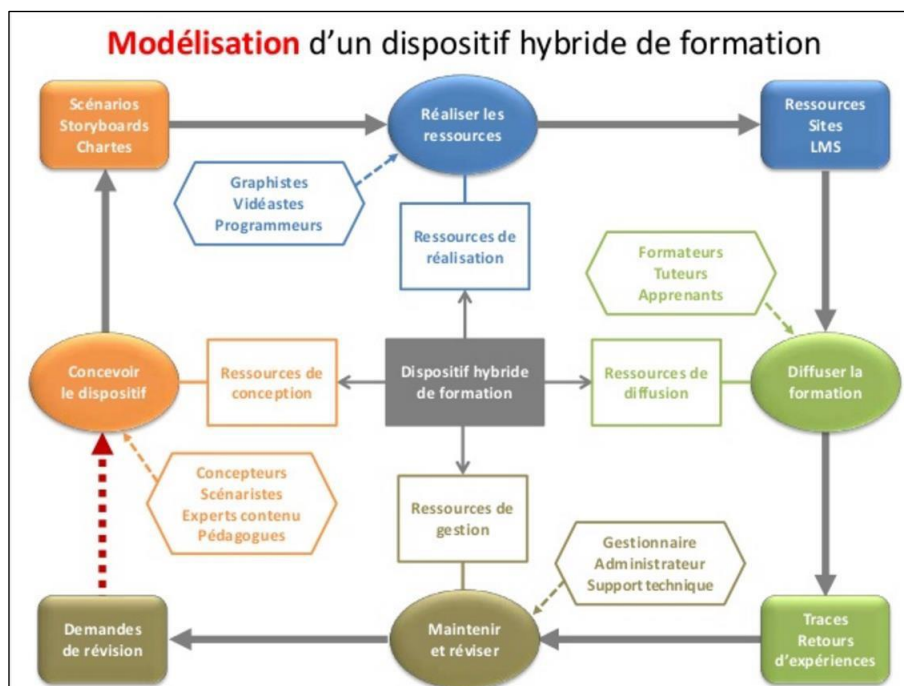 Modélisation d'un dispositif hybride de formation
Scénarios
Storyboards
Chartes
Réaliser les
ressources
Ressources
Sites
LMS
Graphistes
Vidéastes
Programmeurs
Ressources de
réalisation
Formateurs
Tuteurs
Apprenants
Concevoir
le dispositif
Ressources de
conception
Dispositif hybride
de formation
Ressources de
diffusion
Diffuser la
formation
Concepteurs
Scénaristes
Experts contenu
Pédagogues
Ressources de
gestion
Gestionnaire
Administrateur
Support technique
Demandes
de révision
Maintenir
et réviser
Traces
Retours
d'expériences